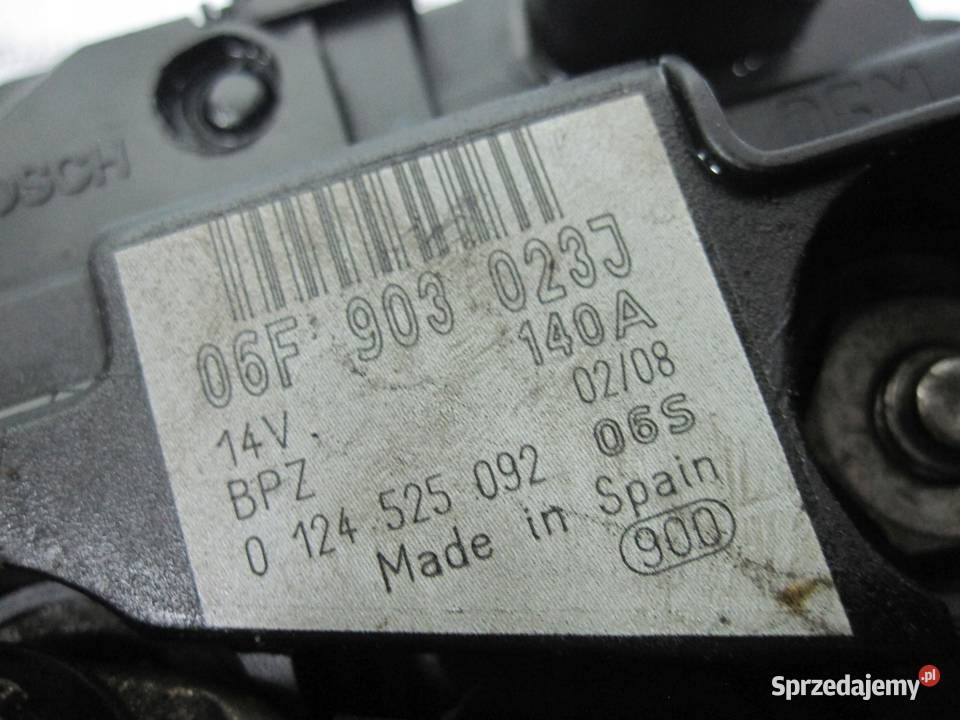 BOSCH
06F 903 023J
14V 140A
BPZ 02/08
0 124 525 092 06S
Made in Spain
900
Sprzedajemy.pl